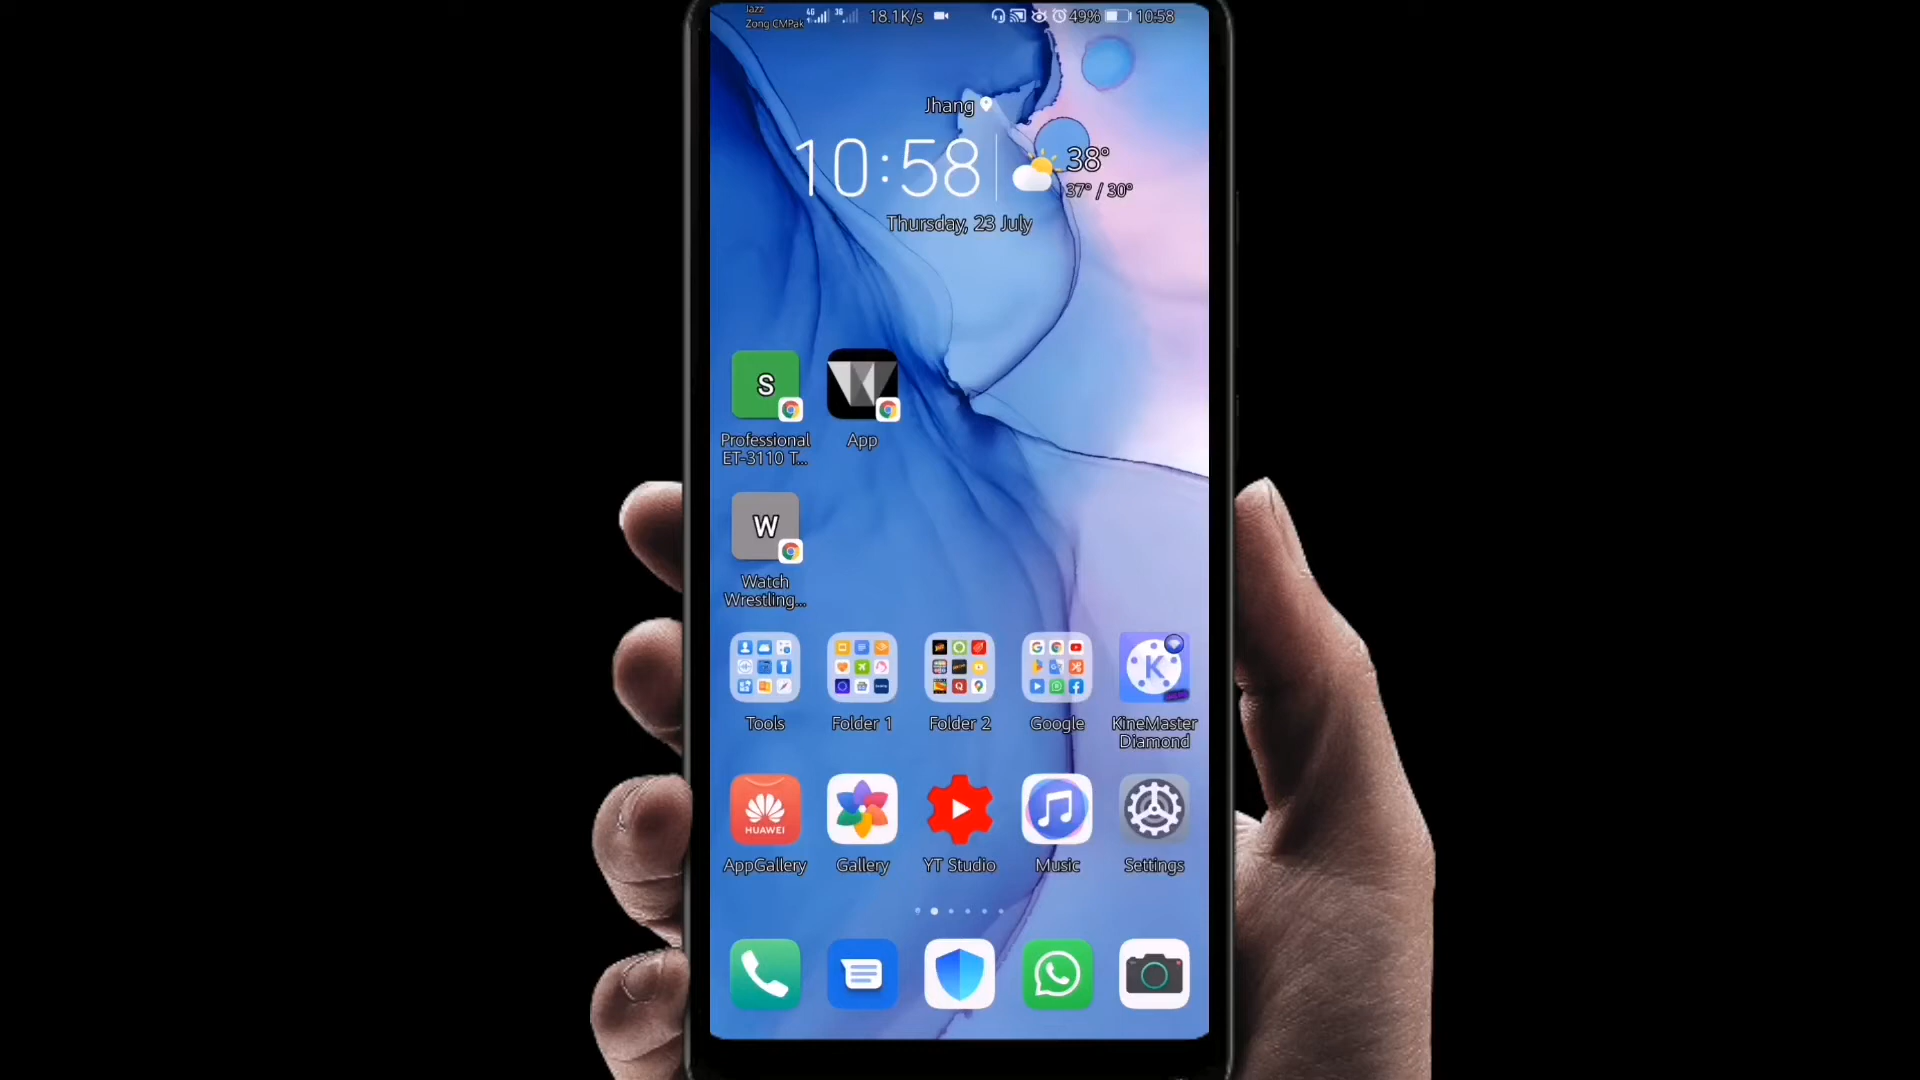 Jazz
Zong CMPak
4G
3G
18.1K/s
49%
10:58
Jhang
10:58
38°
37° / 30°
Thursday, 23 July
S
Professional
ET-3110 T...
App
W
Watch
Wrestling...
Tools
Folder 1
Folder 2
Google
K
KineMaster
Diamond
HUAWEI
AppGallery
Gallery
YT Studio
Music
Settings